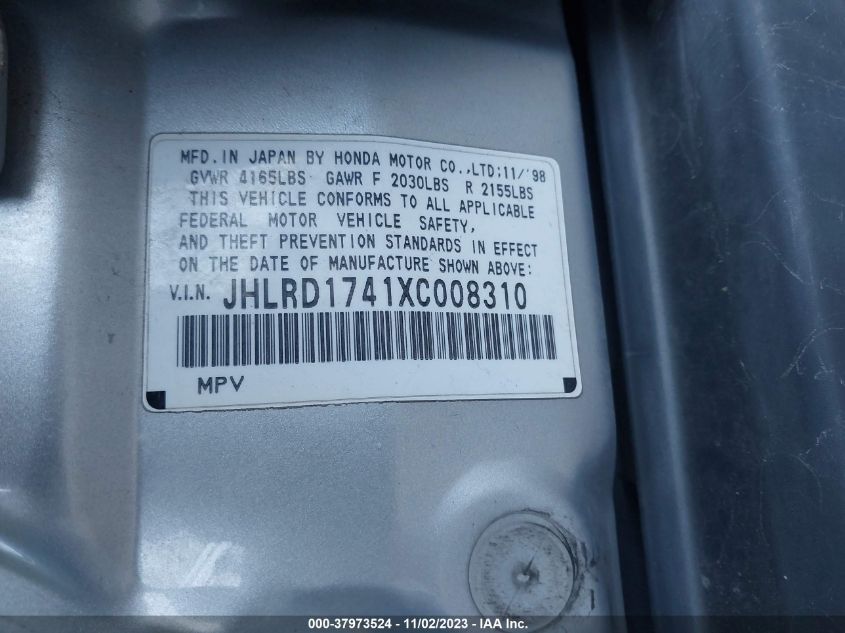 MFD. IN JAPAN BY HONDA MOTOR CO.,LTD:11/'98
GVWR 4165LBS GAWR F 2030LBS R 2155LBS
THIS VEHICLE CONFORMS TO ALL APPLICABLE
FEDERAL MOTOR VEHICLE SAFETY,
AND THEFT PREVENTION STANDARDS IN EFFECT
ON THE DATE OF MANUFACTURE SHOWN ABOVE:
V.I.N. JHLRD1741XC008310
MPV
000-37973524 - 11/02/2023 - © IAA Inc.